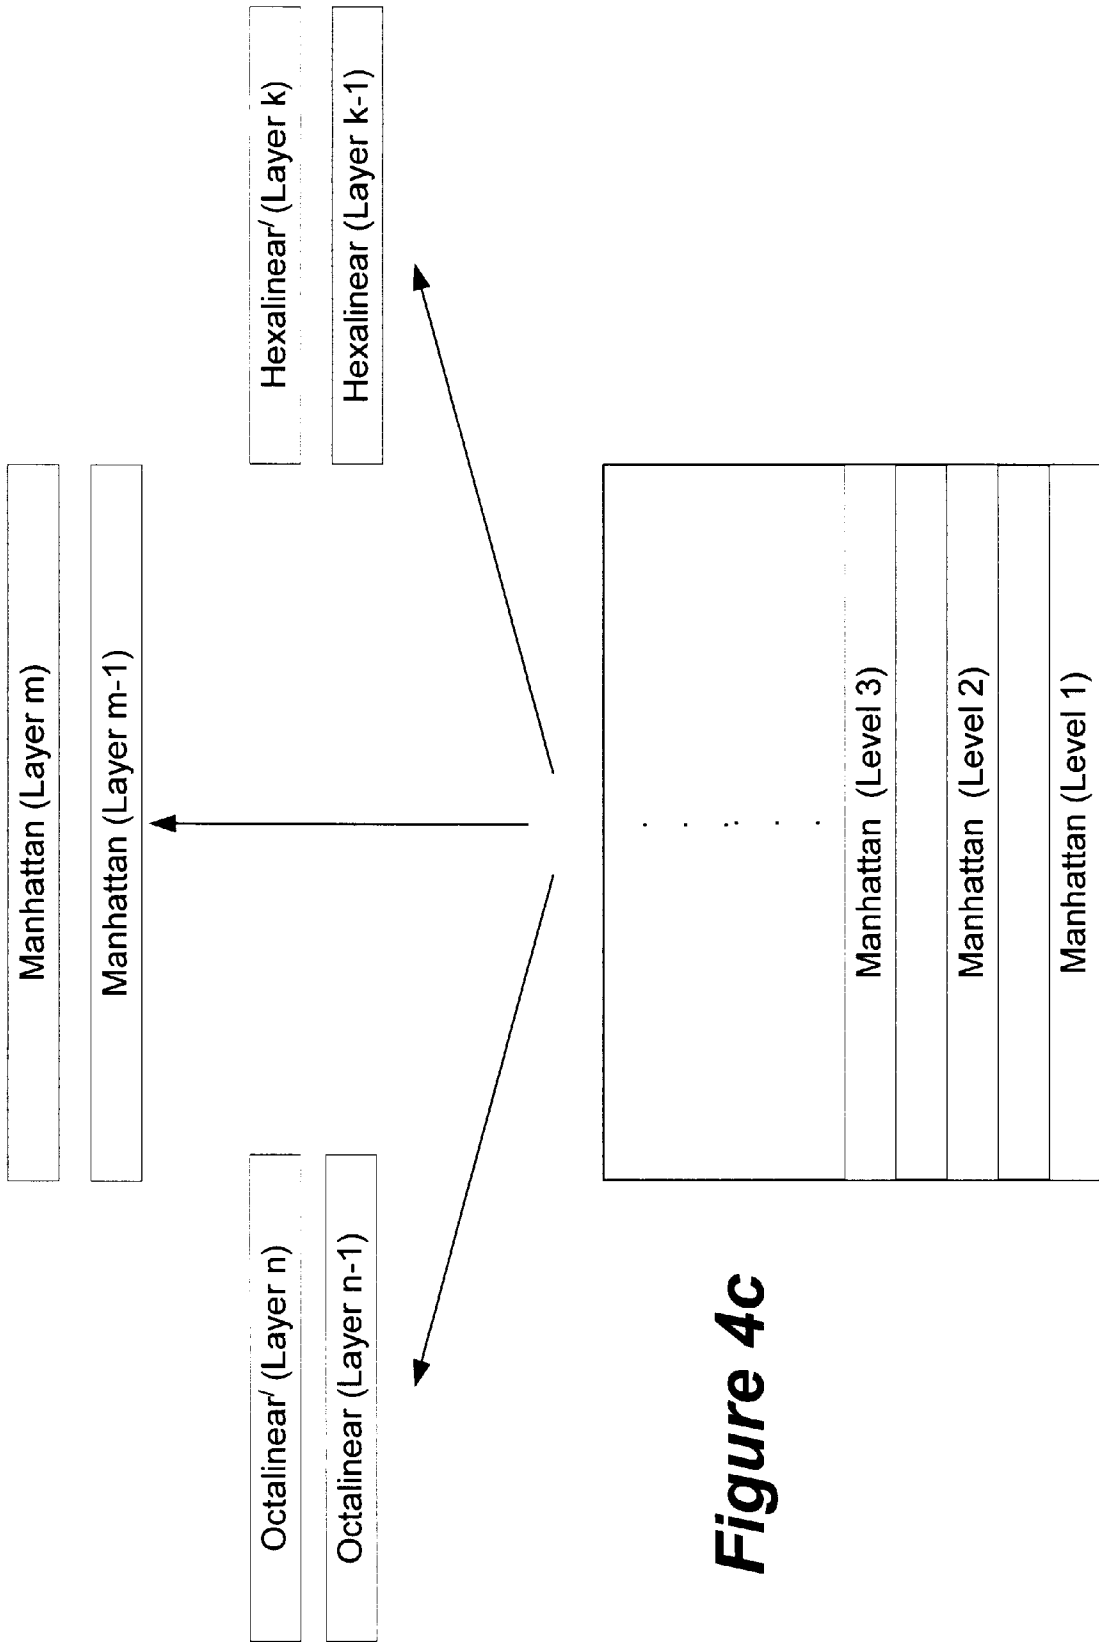 Manhattan (Layer m)
Manhattan (Layer m-1)
Octalinear′ (Layer n)
Octalinear (Layer n-1)
Hexalinear′ (Layer k)
Hexalinear (Layer k-1)
Manhattan (Level 3)
Manhattan (Level 2)
Manhattan (Level 1)
Figure 4c